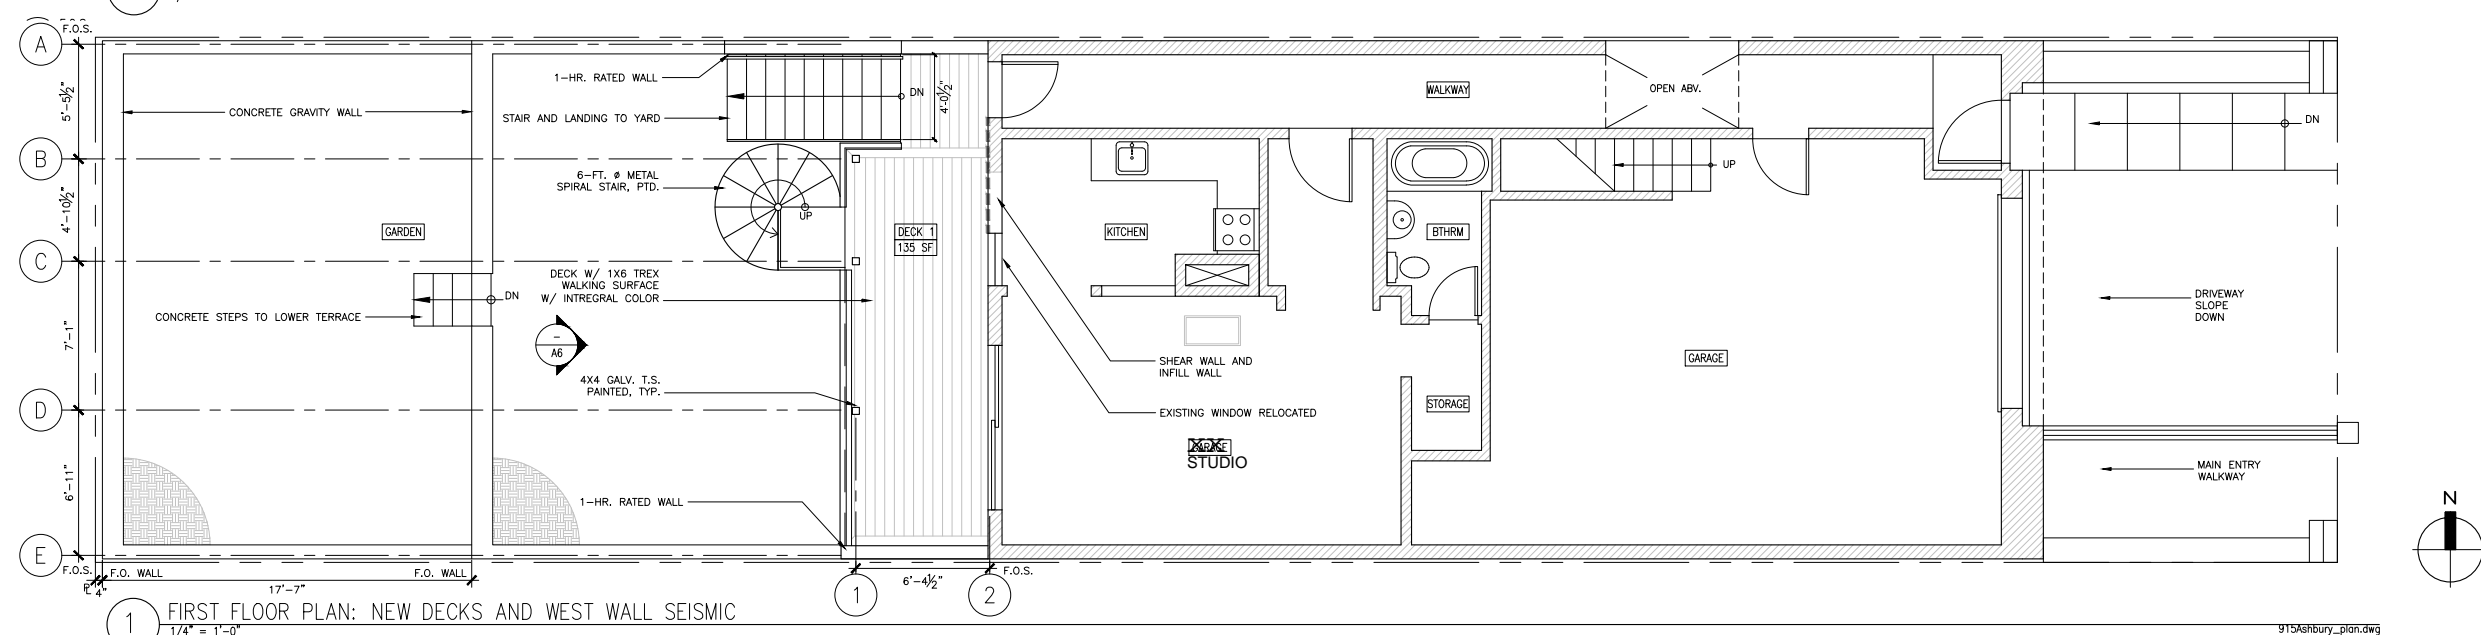 F.O.S.
A
5'-5½"
B
4'-10½"
C
7'-1"
D
6'-11"
E
F.O.S.
1-HR. RATED WALL
CONCRETE GRAVITY WALL
STAIR AND LANDING TO YARD
DN
4'-0½"
6-FT. ø METAL
SPIRAL STAIR, PTD.
UP
GARDEN
DECK 1
135 SF
DECK W/ 1X6 TREX
WALKING SURFACE
W/ INTREGRAL COLOR
DN
CONCRETE STEPS TO LOWER TERRACE
-
A6
4X4 GALV. T.S.
PAINTED, TYP.
1-HR. RATED WALL
WALKWAY
OPEN ABV.
DN
UP
KITCHEN
BTHRM
SHEAR WALL AND
INFILL WALL
EXISTING WINDOW RELOCATED
STORAGE
GARAGE
XX
STUDIO
GARAGE
DRIVEWAY
SLOPE
DOWN
MAIN ENTRY
WALKWAY
N
F.O. WALL
F.O. WALL
4"
17'-7"
6'-4½"
F.O.S.
1
2
1
FIRST FLOOR PLAN: NEW DECKS AND WEST WALL SEISMIC
1/4" = 1'-0"
915Ashbury_plan.dwg